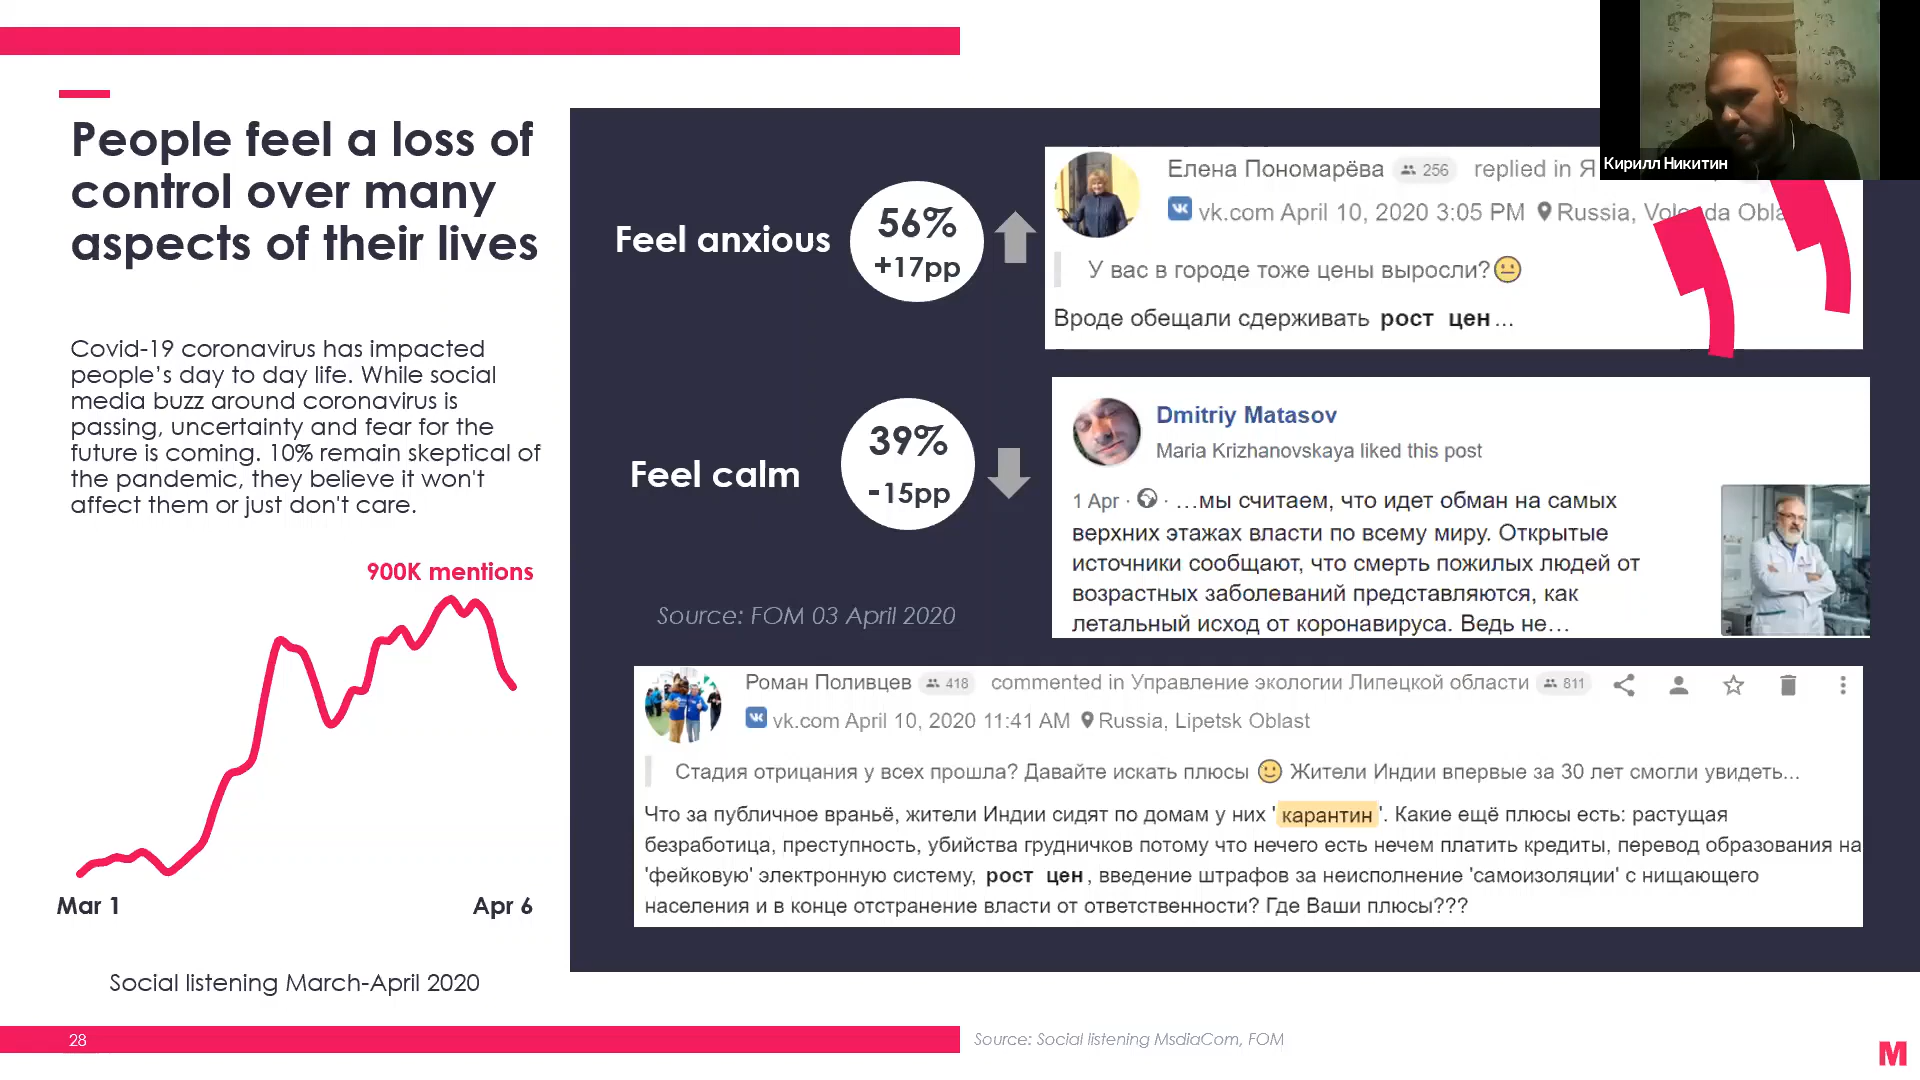 People feel a loss of
control over many
aspects of their lives
Covid-19 coronavirus has impacted
people’s day to day life. While social
media buzz around coronavirus is
passing, uncertainty and fear for the
future is coming. 10% remain skeptical of
the pandemic, they believe it won't
affect them or just don't care.
900K mentions
Mar 1
Apr 6
Social listening March-April 2020
28
Feel anxious
56%
+17pp
Feel calm
39%
-15pp
Source: FOM 03 April 2020
Елена Пономарёва 256 replied in Я
vk.com April 10, 2020 3:05 PM Russia,
У вас в городе тоже цены выросли?😐
Вроде обещали сдерживать рост цен...
Кирилл Никитин
Dmitriy Matasov
Maria Krizhanovskaya liked this post
1 Apr · …мы считаем, что идет обман на самых
верхних этажах власти по всему миру. Открытые
источники сообщают, что смерть пожилых людей от
возрастных заболеваний представляются, как
летальный исход от коронавируса. Ведь не…
Роман Поливцев 418 commented in Управление экологии Липецкой области 811
vk.com April 10, 2020 11:41 AM Russia, Lipetsk Oblast
Стадия отрицания у всех прошла? Давайте искать плюсы 🙂 Жители Индии впервые за 30 лет смогли увидеть...
Что за публичное враньё, жители Индии сидят по домам у них 'карантин'. Какие ещё плюсы есть: растущая
безработица, преступность, убийства грудничков потому что нечего есть нечем платить кредиты, перевод образования на
'фейковую' электронную систему, рост цен, введение штрафов за неисполнение 'самоизоляции' с нищающего
населения и в конце отстранение власти от ответственности? Где Ваши плюсы???
Source: Social listening MsdiaCom, FOM
M